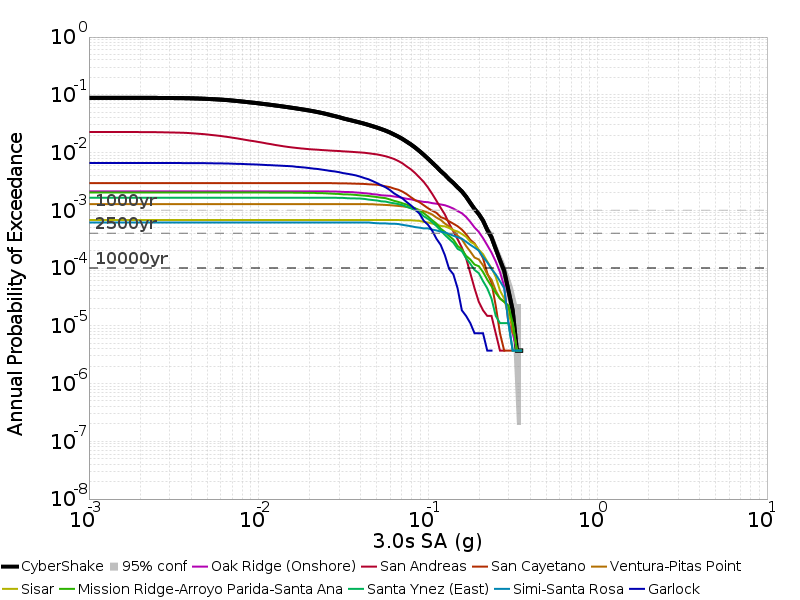 10^0
10^-1
10^-2
10^-3
10^-4
10^-5
10^-6
10^-7
10^-8
Annual Probability of Exceedance
1000yr
2500yr
10000yr
10^-3 10^-2 10^-1 10^0 10^1
3.0s SA (g)
CyberShake 95% conf Oak Ridge (Onshore) San Andreas San Cayetano Ventura-Pitas Point
Sisar Mission Ridge-Arroyo Parida-Santa Ana Santa Ynez (East) Simi-Santa Rosa Garlock